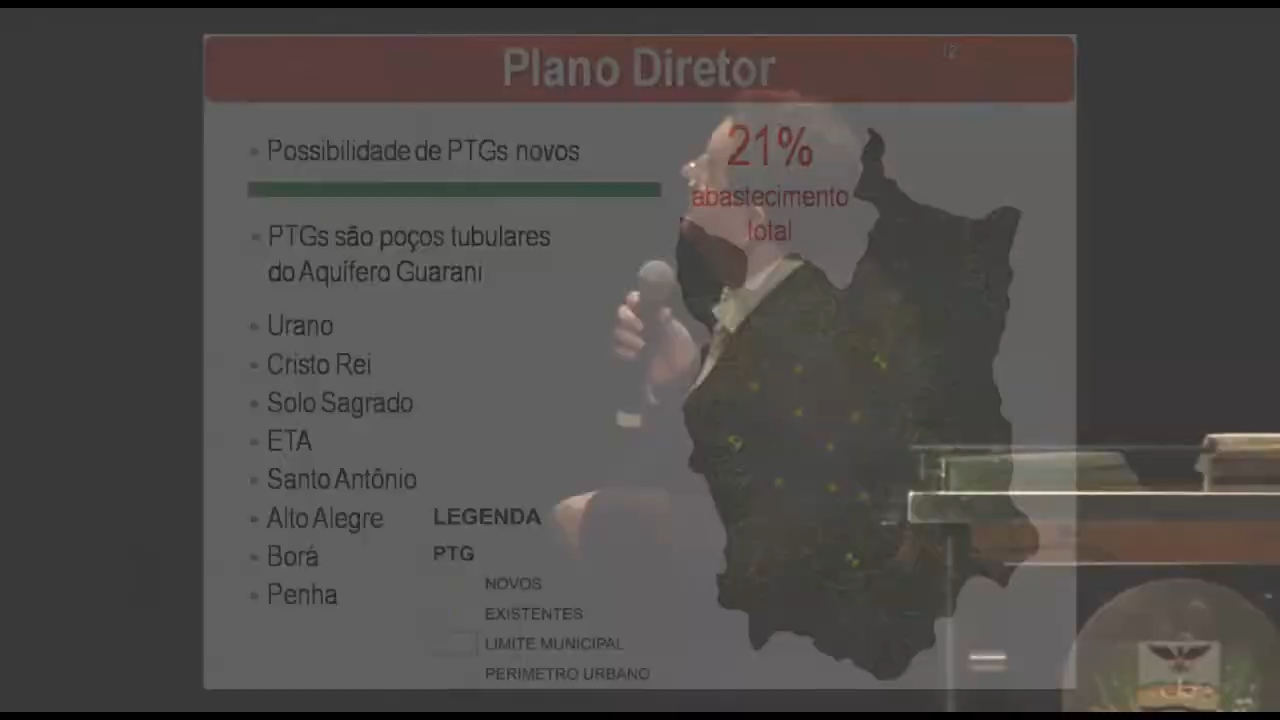 Plano Diretor
12
Possibilidade de PTGs novos
21%
abastecimento
total
PTGs são poços tubulares
do Aquífero Guarani
Urano
Cristo Rei
Solo Sagrado
ETA
Santo Antônio
Alto Alegre
Borá
Penha
LEGENDA
PTG
NOVOS
EXISTENTES
LIMITE MUNICIPAL
PERIMETRO URBANO